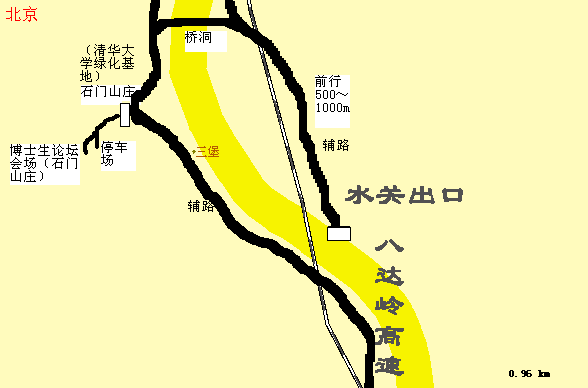 北京
桥洞
（清华大
学绿化基
地）
石门山庄
前行
500～
1000m
博士生论坛
会场（石门
山庄）
停车
场
三堡
辅路
辅路
水关出口
八达岭高速
0.96 km